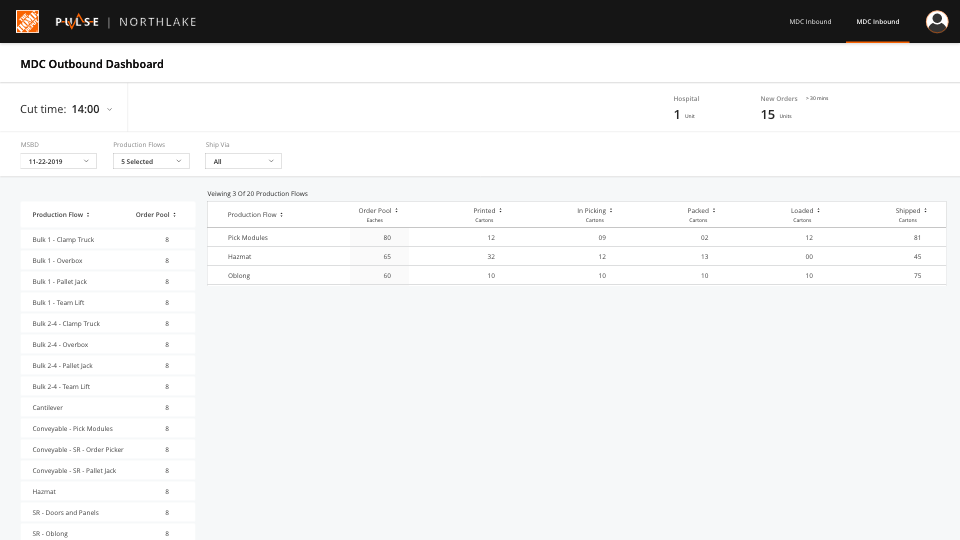 THE HOME DEPOT
PULSE | NORTHLAKE
MDC Inbound
MDC Inbound
MDC Outbound Dashboard
Cut time: 14:00
Hospital
1 Unit
New Orders > 30 mins
15 Units
MSBD
11-22-2019
Production Flows
5 Selected
Ship Via
All
Veiwing 3 Of 20 Production Flows
Production Flow Order Pool
Bulk 1 - Clamp Truck 8
Bulk 1 - Overbox 8
Bulk 1 - Pallet Jack 8
Bulk 1 - Team Lift 8
Bulk 2-4 - Clamp Truck 8
Bulk 2-4 - Overbox 8
Bulk 2-4 - Pallet Jack 8
Bulk 2-4 - Team Lift 8
Cantilever 8
Conveyable - Pick Modules 8
Conveyable - SR - Order Picker 8
Conveyable - SR - Pallet Jack 8
Hazmat 8
SR - Doors and Panels 8
SR - Oblong 8
Production Flow Order Pool Printed In Picking Packed Loaded Shipped
Eaches Cartons Cartons Cartons Cartons Cartons
Pick Modules 80 12 09 02 12 81
Hazmat 65 32 12 13 00 45
Oblong 60 10 10 10 10 75